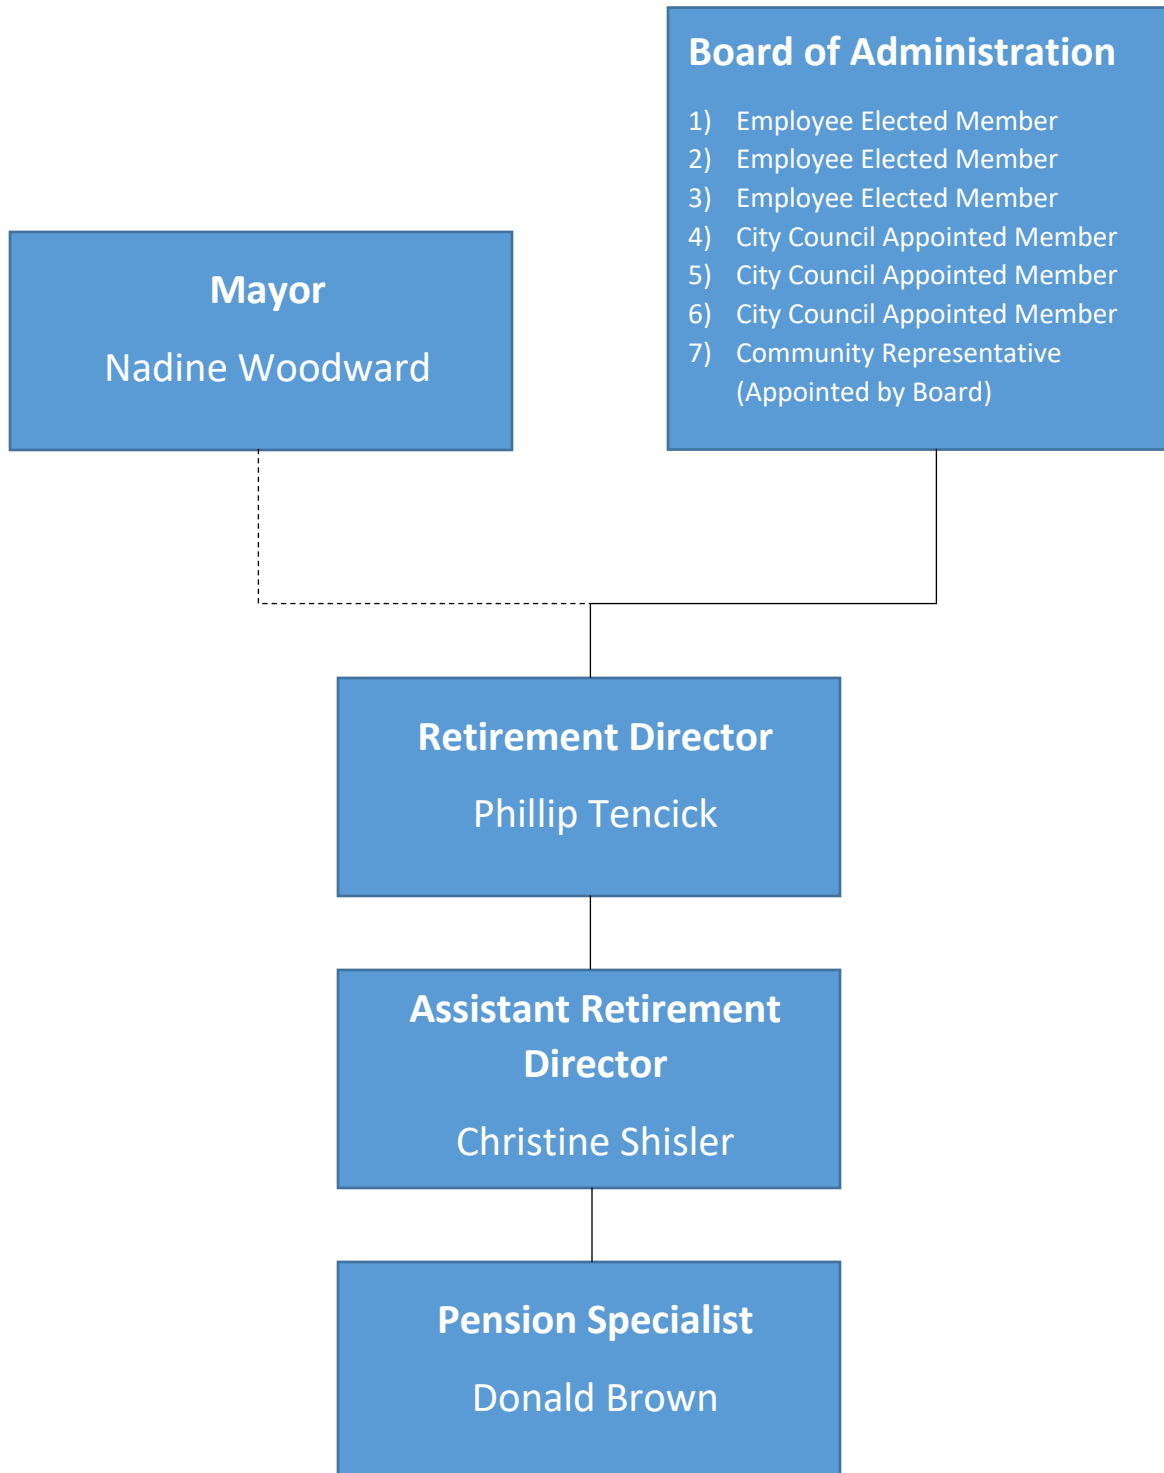 Board of Administration
1) Employee Elected Member
2) Employee Elected Member
3) Employee Elected Member
4) City Council Appointed Member
5) City Council Appointed Member
6) City Council Appointed Member
7) Community Representative
(Appointed by Board)
Mayor
Nadine Woodward
Retirement Director
Phillip Tencick
Assistant Retirement
Director
Christine Shisler
Pension Specialist
Donald Brown